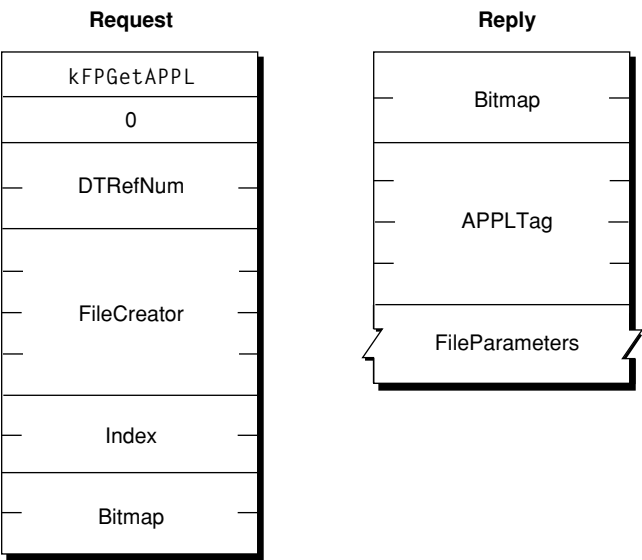 Request
kFPGetAPPL
0
DTRefNum
FileCreator
Index
Bitmap
Reply
Bitmap
APPLTag
FileParameters